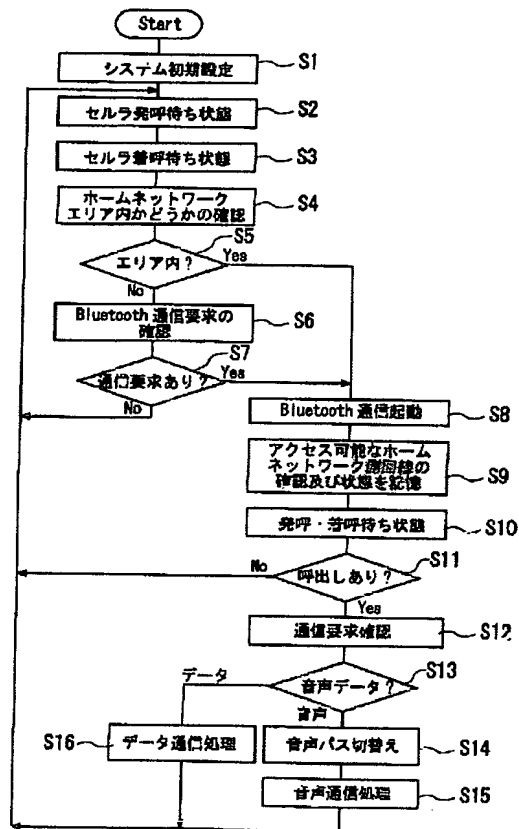 Start
システム初期設定
S1
セルラ発呼待ち状態
S2
セルラ着呼待ち状態
S3
ホームネットワーク
エリア内かどうかの確認
S4
S5
エリア内?
Yes
No
Bluetooth 通信要求の
確認
S6
S7
通信要求あり?
Yes
No
Bluetooth 通信起動
S8
アクセス可能なホーム
ネットワーク側回線の
確認及び状態を記憶
S9
発呼・着呼待ち状態
S10
S11
呼出しあり?
No
Yes
通信要求確認
S12
S13
音声データ?
データ
音声
S16
データ通信処理
音声パス切替え
S14
音声通信処理
S15